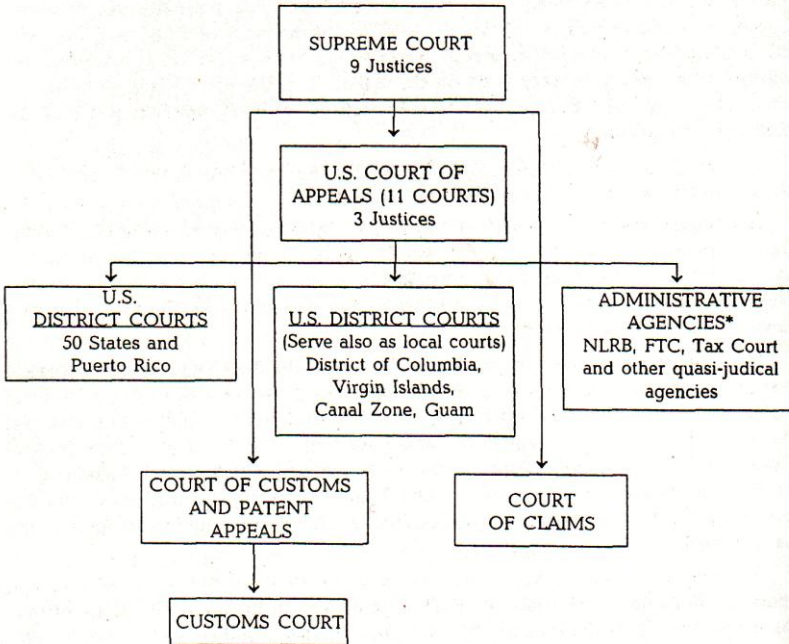 SUPREME COURT
9 Justices
U.S. COURT OF
APPEALS (11 COURTS)
3 Justices
U.S.
DISTRICT COURTS
50 States and
Puerto Rico
U.S. DISTRICT COURTS
(Serve also as local courts)
District of Columbia,
Virgin Islands,
Canal Zone, Guam
ADMINISTRATIVE
AGENCIES*
NLRB, FTC, Tax Court
and other quasi-judical
agencies
COURT OF CUSTOMS
AND PATENT
APPEALS
COURT
OF CLAIMS
CUSTOMS COURT